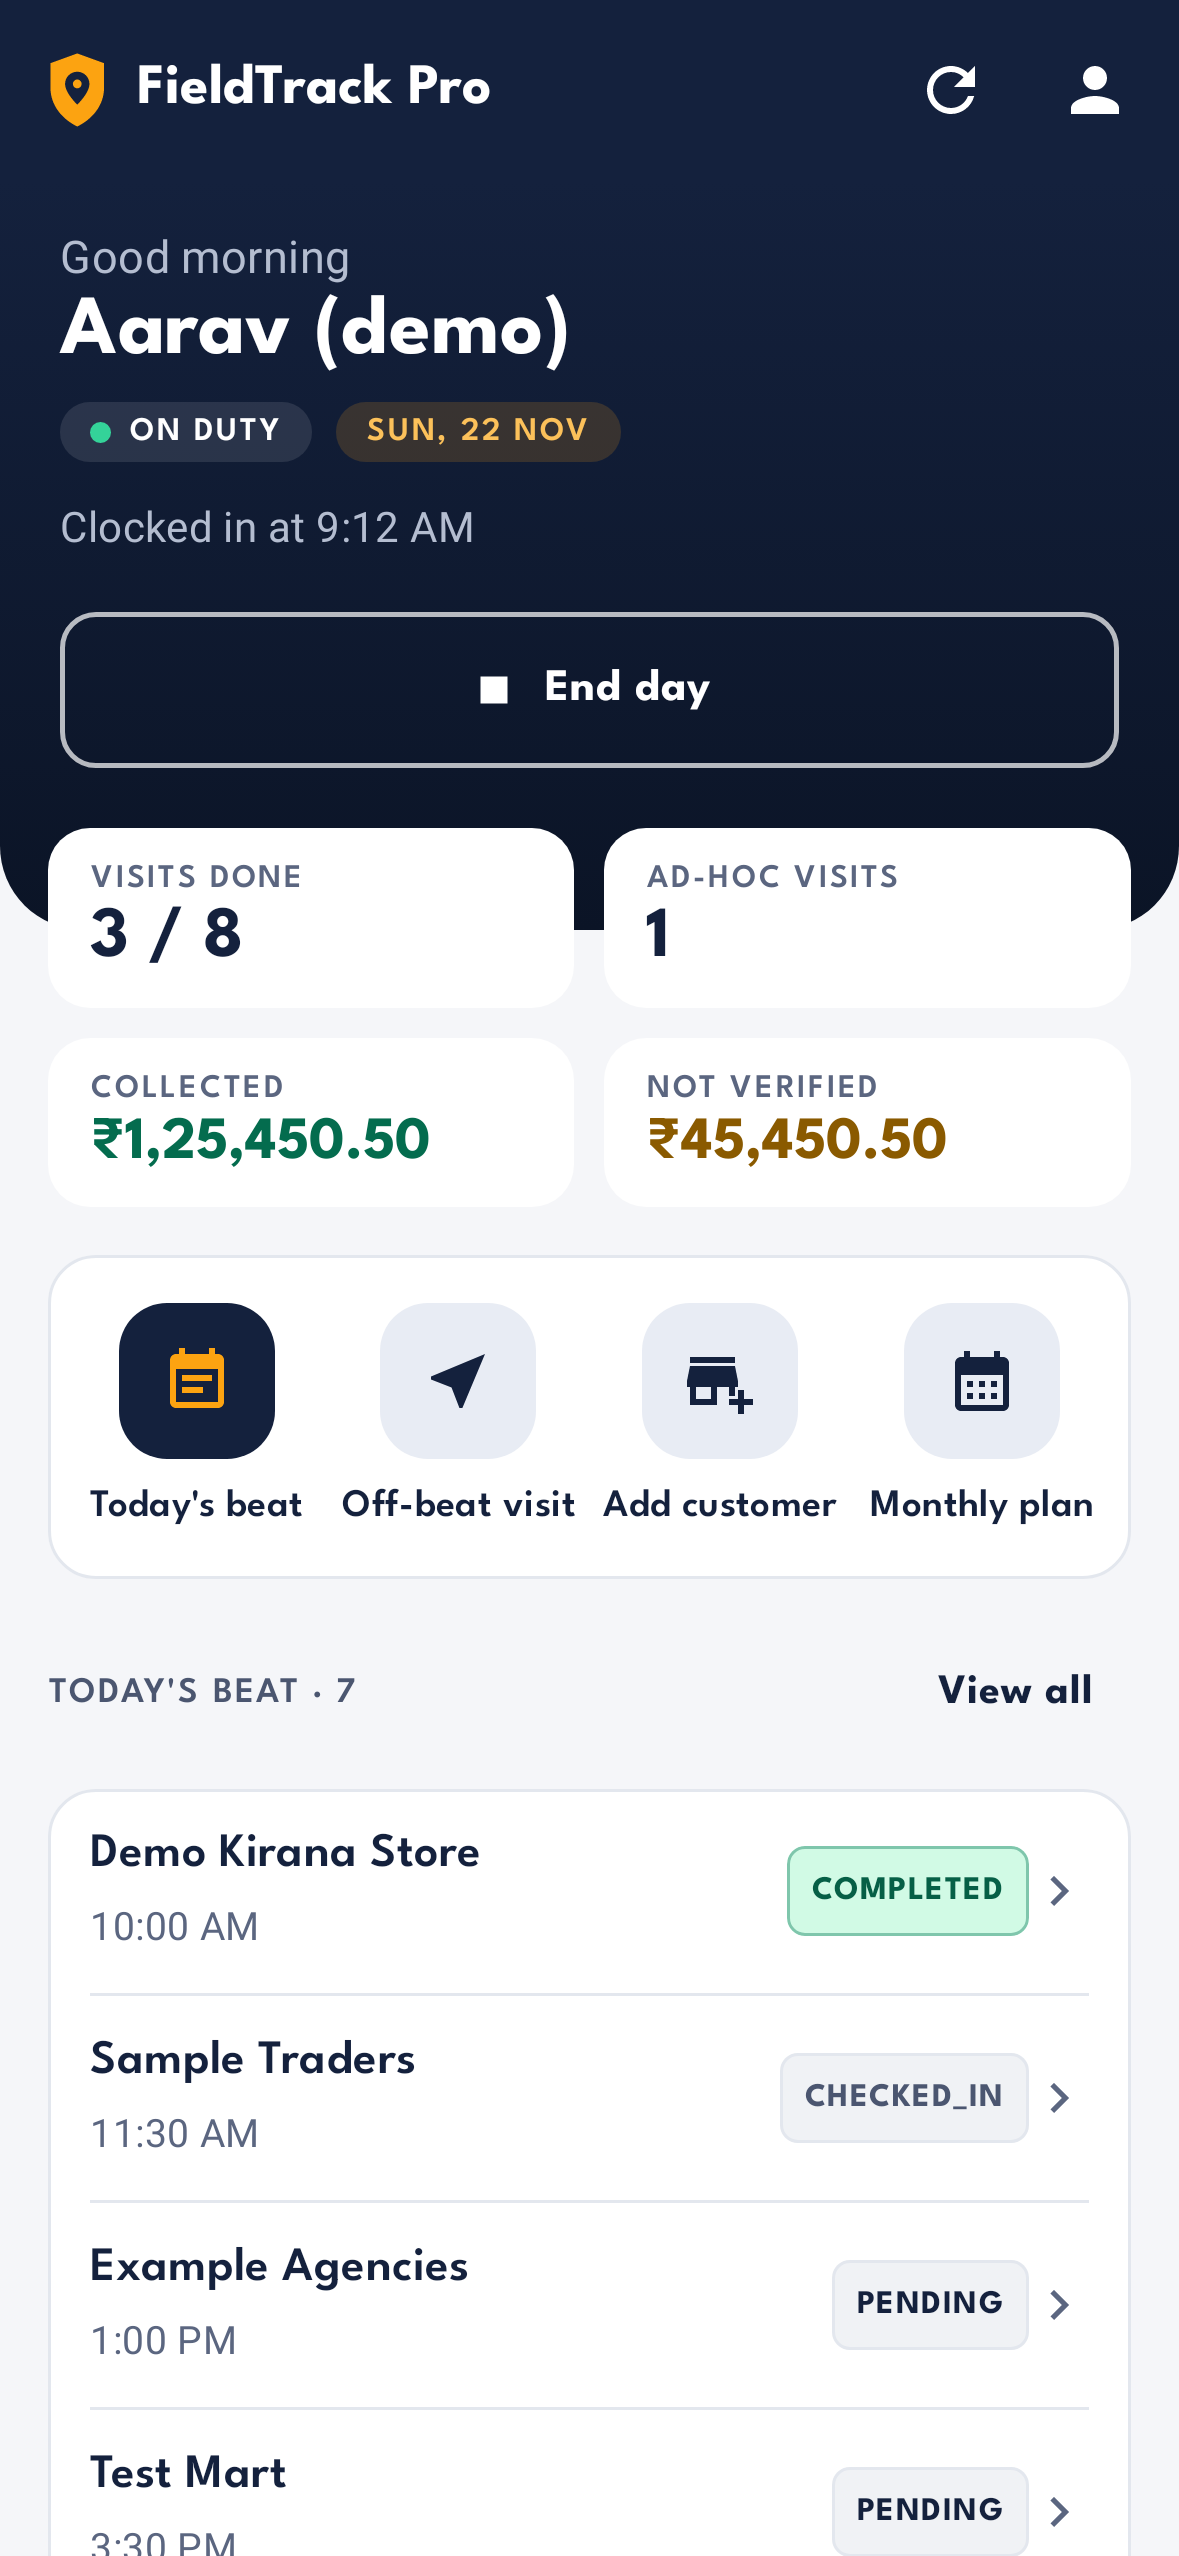 FieldTrack Pro
Good morning
Aarav (demo)
ON DUTY
SUN, 22 NOV
Clocked in at 9:12 AM
End day
VISITS DONE
3 / 8
AD-HOC VISITS
1
COLLECTED
₹1,25,450.50
NOT VERIFIED
₹45,450.50
Today's beat
Off-beat visit
Add customer
Monthly plan
TODAY'S BEAT · 7
View all
Demo Kirana Store
COMPLETED
10:00 AM
Sample Traders
CHECKED_IN
11:30 AM
Example Agencies
PENDING
1:00 PM
Test Mart
PENDING
3:30 PM